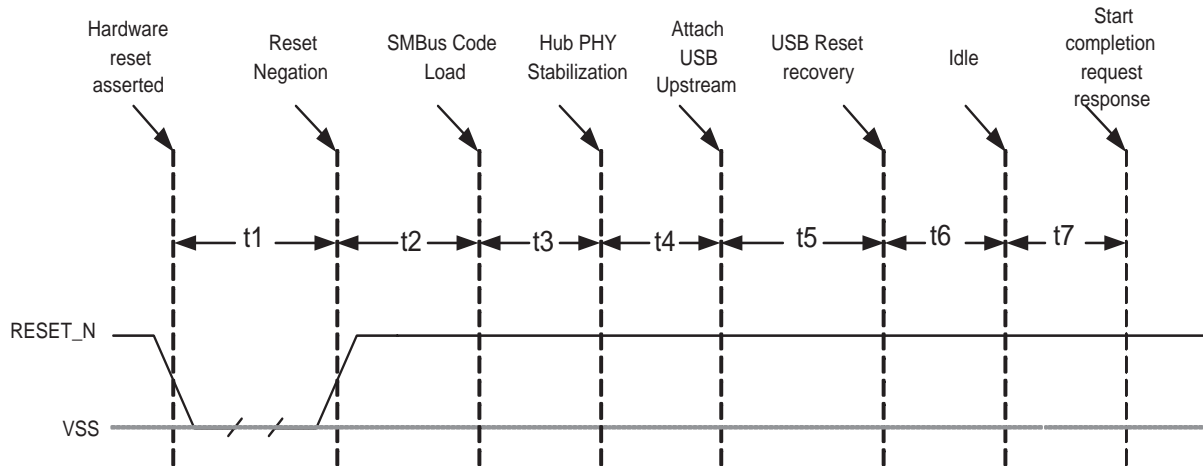 Hardware
reset
asserted
Reset
Negation
SMBus Code
Load
Hub PHY
Stabilization
Attach
USB
Upstream
USB Reset
recovery
Idle
Start
completion
request
response
t1
t2
t3
t4
t5
t6
t7
RESET_N
VSS